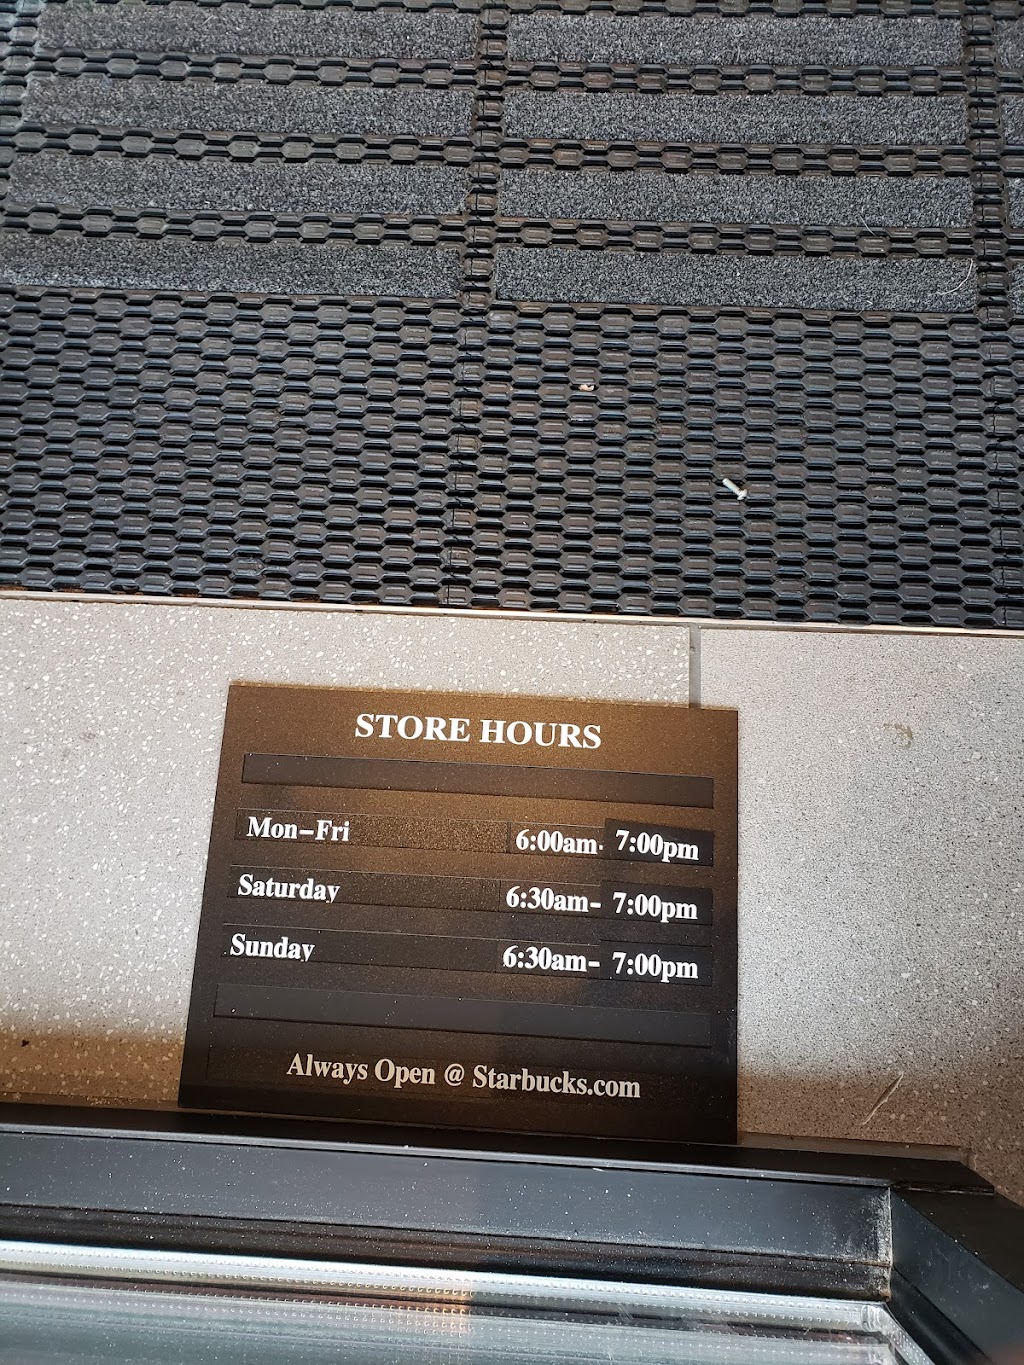 STORE HOURS
Mon-Fri 6:00am- 7:00pm
Saturday 6:30am- 7:00pm
Sunday 6:30am- 7:00pm
Always Open @ Starbucks.com